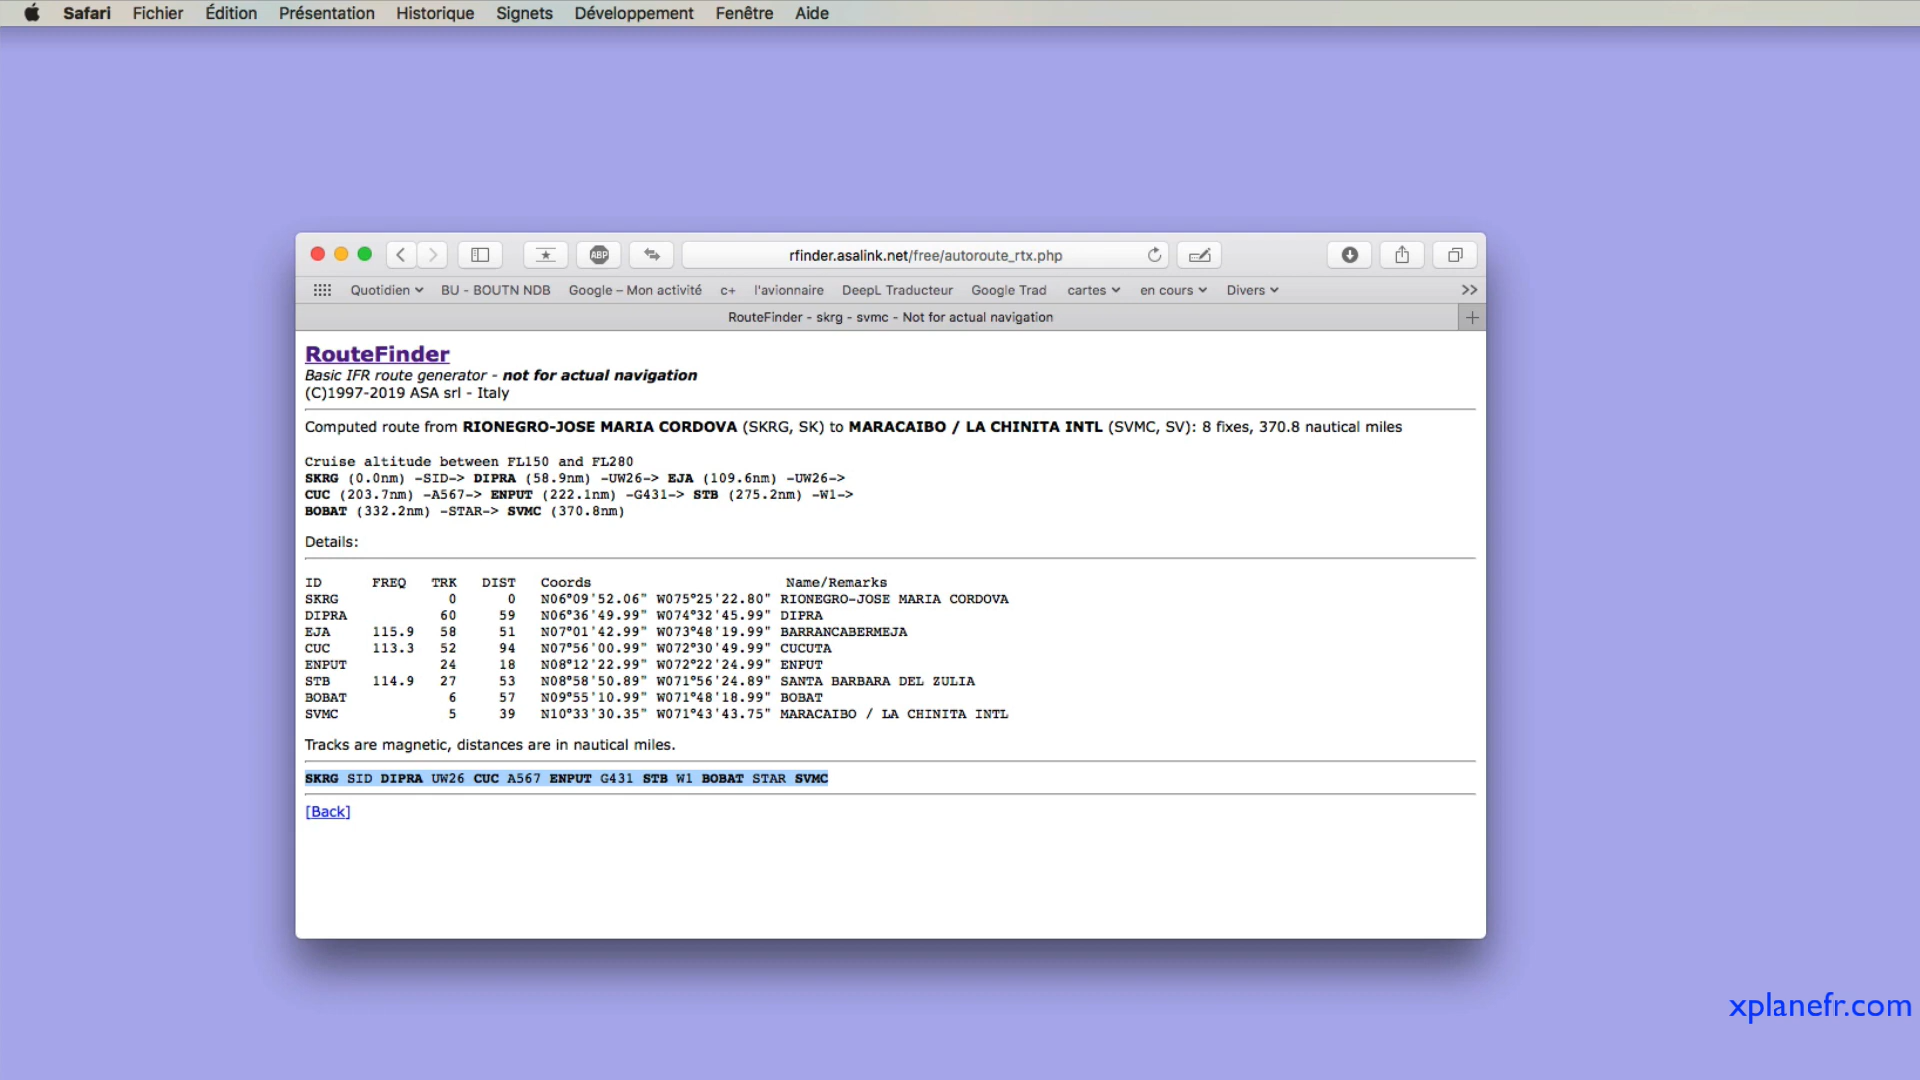 Safari Fichier Édition Présentation Historique Signets Développement Fenêtre Aide
ABP rfinder.asalink.net/free/autoroute_rtx.php
Quotidien BU - BOUTN NDB Google – Mon activité c+ l'avionnaire DeepL Traducteur Google Trad cartes en cours Divers >>
RouteFinder - skrg - svmc - Not for actual navigation +
RouteFinder
Basic IFR route generator - not for actual navigation
(C)1997-2019 ASA srl - Italy
Computed route from RIONEGRO-JOSE MARIA CORDOVA (SKRG, SK) to MARACAIBO / LA CHINITA INTL (SVMC, SV): 8 fixes, 370.8 nautical miles
Cruise altitude between FL150 and FL280
SKRG (0.0nm) -SID-> DIPRA (58.9nm) -UW26-> EJA (109.6nm) -UW26->
CUC (203.7nm) -A567-> ENPUT (222.1nm) -G431-> STB (275.2nm) -W1->
BOBAT (332.2nm) -STAR-> SVMC (370.8nm)
Details:
ID FREQ TRK DIST Coords Name/Remarks
SKRG 0 0 N06°09'52.06" W075°25'22.80" RIONEGRO-JOSE MARIA CORDOVA
DIPRA 60 59 N06°36'49.99" W074°32'45.99" DIPRA
EJA 115.9 58 51 N07°01'42.99" W073°48'19.99" BARRANCABERMEJA
CUC 113.3 52 94 N07°56'00.99" W072°30'49.99" CUCUTA
ENPUT 24 18 N08°12'22.99" W072°22'24.99" ENPUT
STB 114.9 27 53 N08°58'50.89" W071°56'24.89" SANTA BARBARA DEL ZULIA
BOBAT 6 57 N09°55'10.99" W071°48'18.99" BOBAT
SVMC 5 39 N10°33'30.35" W071°43'43.75" MARACAIBO / LA CHINITA INTL
Tracks are magnetic, distances are in nautical miles.
SKRG SID DIPRA UW26 CUC A567 ENPUT G431 STB W1 BOBAT STAR SVMC
[Back]
xplanefr.com